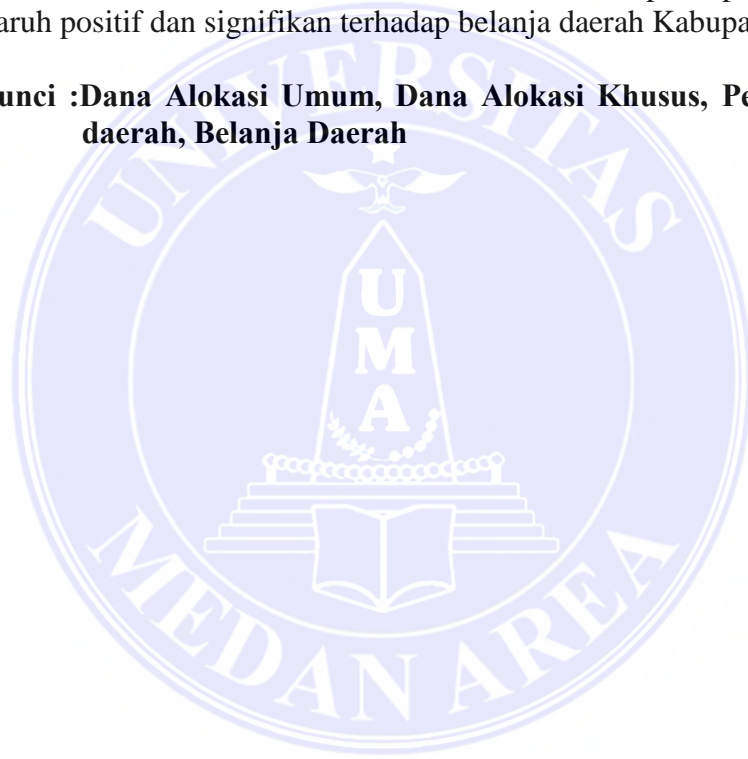 aruh positif dan signifikan terhadap belanja daerah Kabupa
unci :Dana Alokasi Umum, Dana Alokasi Khusus, Pe
daerah, Belanja Daerah
UNIVERSITAS
U
M
A
MEDAN AREA